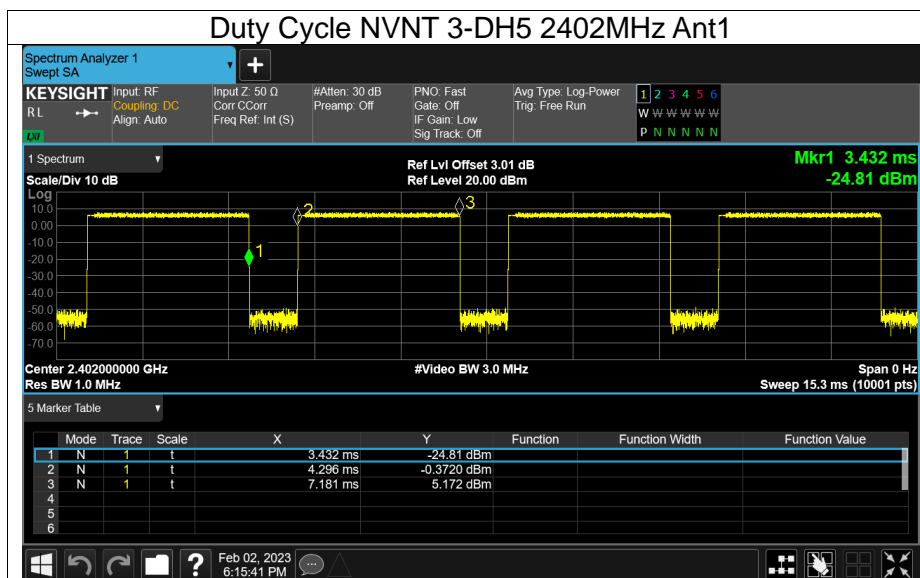 Duty Cycle NVNT 3-DH5 2402MHz Ant1
Spectrum Analyzer 1
Swept SA
+
KEYSIGHT Input: RF Input Z: 50 Ω #Atten: 30 dB PNO: Fast Avg Type: Log-Power 1 2 3 4 5 6
R L Coupling: DC Corr CCorr Preamp: Off Gate: Off Trig: Free Run W W W W W W
Align: Auto Freq Ref: Int (S) IF Gain: Low
LXI Sig Track: Off P N N N N N
1 Spectrum Ref Lvl Offset 3.01 dB Mkr1 3.432 ms
Scale/Div 10 dB Ref Level 20.00 dBm -24.81 dBm
Log
10.0
0.00
-10.0
-20.0
-30.0
-40.0
-50.0
-60.0
-70.0
1
2
3
Center 2.402000000 GHz #Video BW 3.0 MHz Span 0 Hz
Res BW 1.0 MHz Sweep 15.3 ms (10001 pts)
5 Marker Table
Mode Trace Scale X Y Function Function Width Function Value
1 N 1 t 3.432 ms -24.81 dBm
2 N 1 t 4.296 ms -0.3720 dBm
3 N 1 t 7.181 ms 5.172 dBm
4
5
6
? Feb 02, 2023
6:15:41 PM